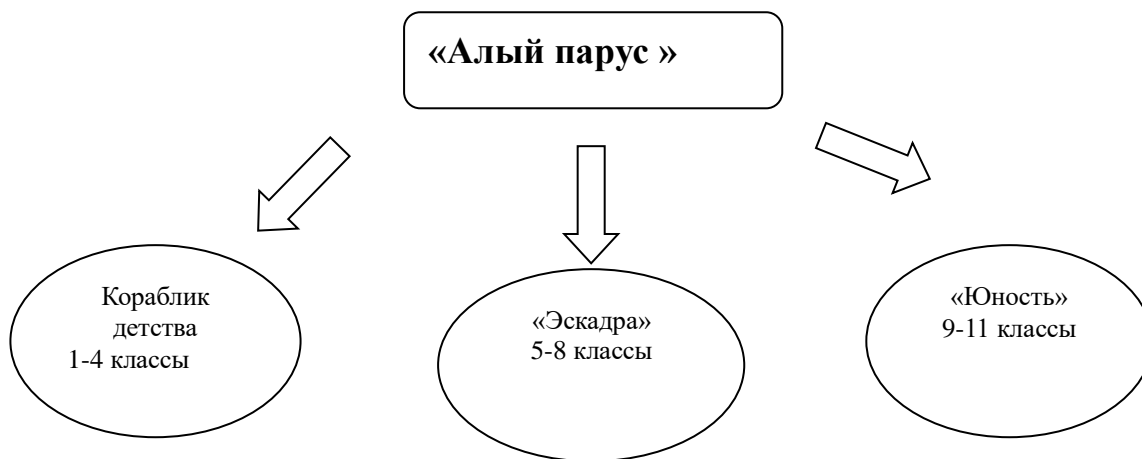 «Алый парус »
Кораблик
детства
1-4 классы
«Эскадра»
5-8 классы
«Юность»
9-11 классы